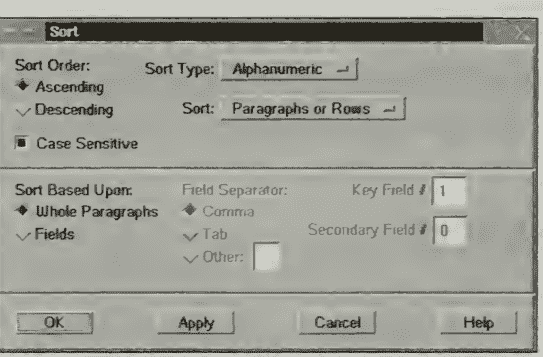 Sort
Sort Order:
Ascending
Descending
Sort Type: Alphanumeric
Sort: Paragraphs or Rows
Case Sensitive
Sort Based Upon:
Whole Paragraphs
Fields
Field Separator:
Comma
Tab
Other:
Key Field # 1
Secondary Field # 0
OK Apply Cancel Help